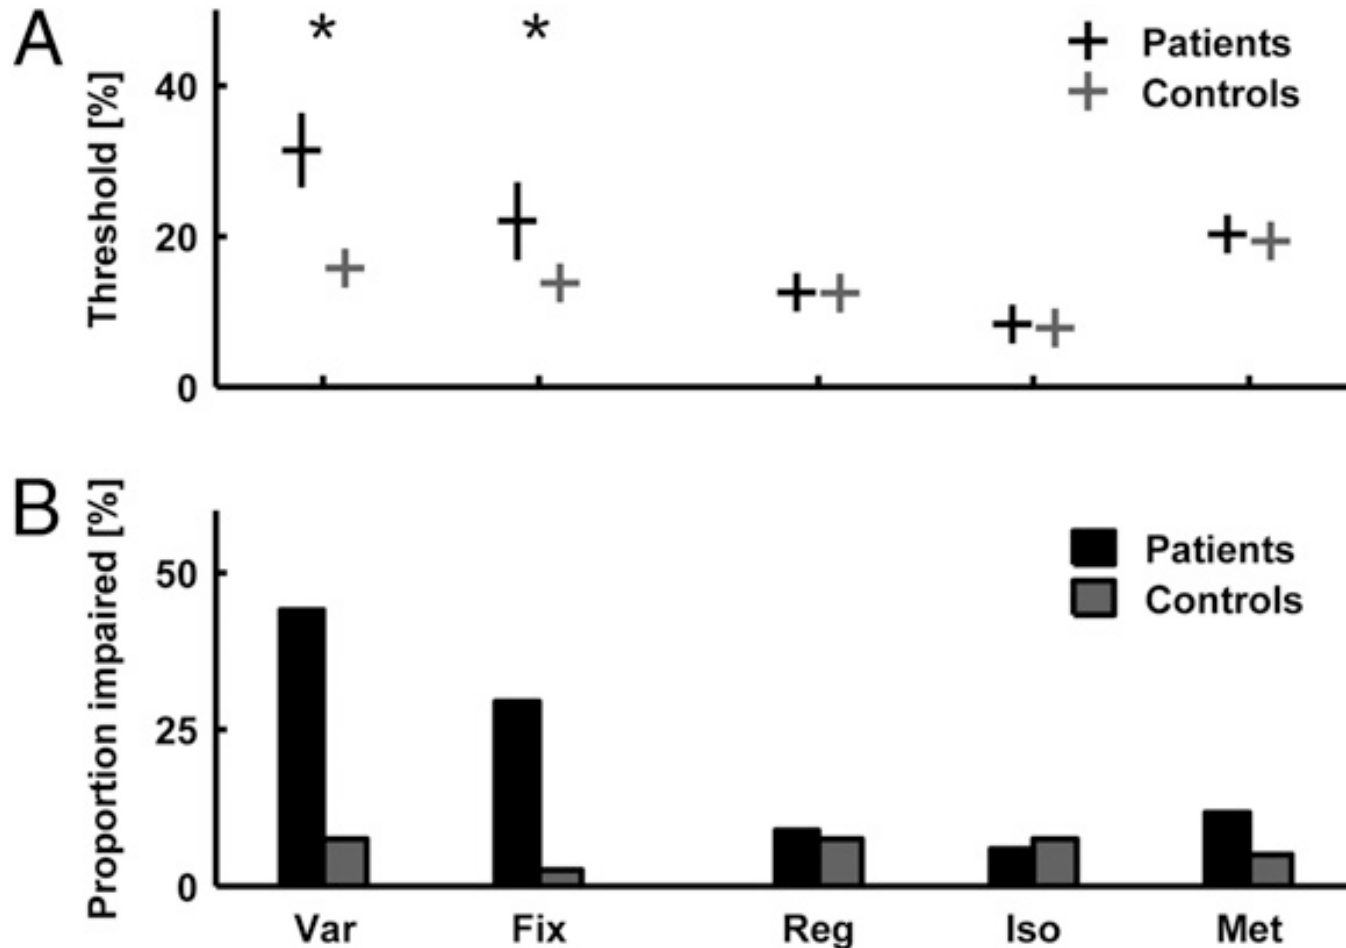 A
Threshold [%]
40
20
0
*
*
Patients
Controls
B
Proportion impaired [%]
50
25
0
Patients
Controls
Var Fix Reg Iso Met